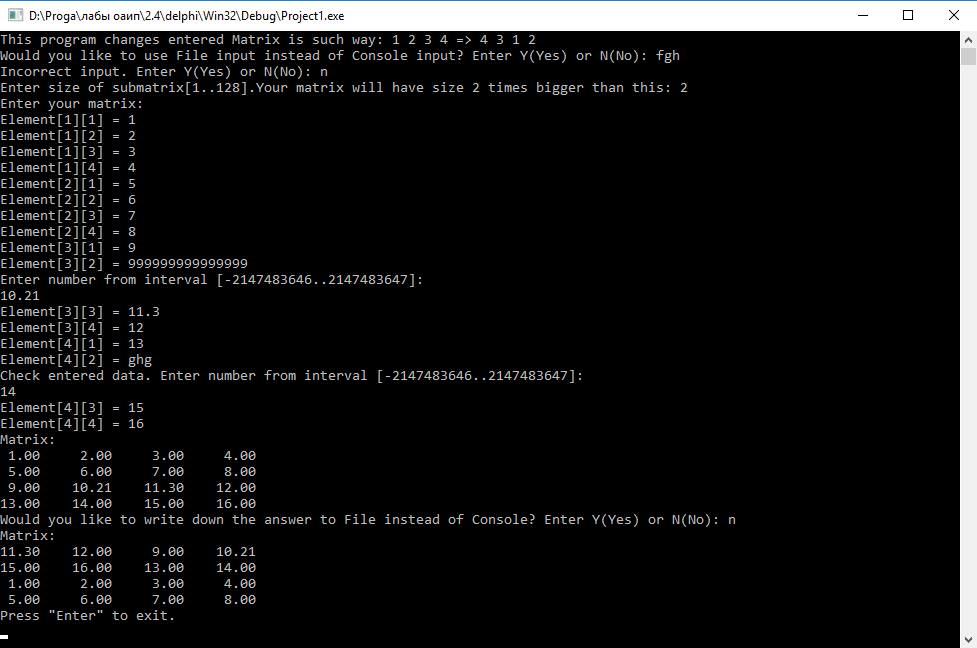 D:\Proga\лабы оаип\2.4\delphi\Win32\Debug\Project1.exe
This program changes entered Matrix is such way: 1 2 3 4 => 4 3 1 2
Would you like to use File input instead of Console input? Enter Y(Yes) or N(No): fgh
Incorrect input. Enter Y(Yes) or N(No): n
Enter size of submatrix[1..128].Your matrix will have size 2 times bigger than this: 2
Enter your matrix:
Element[1][1] = 1
Element[1][2] = 2
Element[1][3] = 3
Element[1][4] = 4
Element[2][1] = 5
Element[2][2] = 6
Element[2][3] = 7
Element[2][4] = 8
Element[3][1] = 9
Element[3][2] = 999999999999999
Enter number from interval [-2147483646..2147483647]:
10.21
Element[3][3] = 11.3
Element[3][4] = 12
Element[4][1] = 13
Element[4][2] = ghg
Check entered data. Enter number from interval [-2147483646..2147483647]:
14
Element[4][3] = 15
Element[4][4] = 16
Matrix:
 1.00     2.00     3.00     4.00
 5.00     6.00     7.00     8.00
 9.00    10.21    11.30    12.00
13.00    14.00    15.00    16.00
Would you like to write down the answer to File instead of Console? Enter Y(Yes) or N(No): n
Matrix:
11.30    12.00     9.00    10.21
15.00    16.00    13.00    14.00
 1.00     2.00     3.00     4.00
 5.00     6.00     7.00     8.00
Press "Enter" to exit.